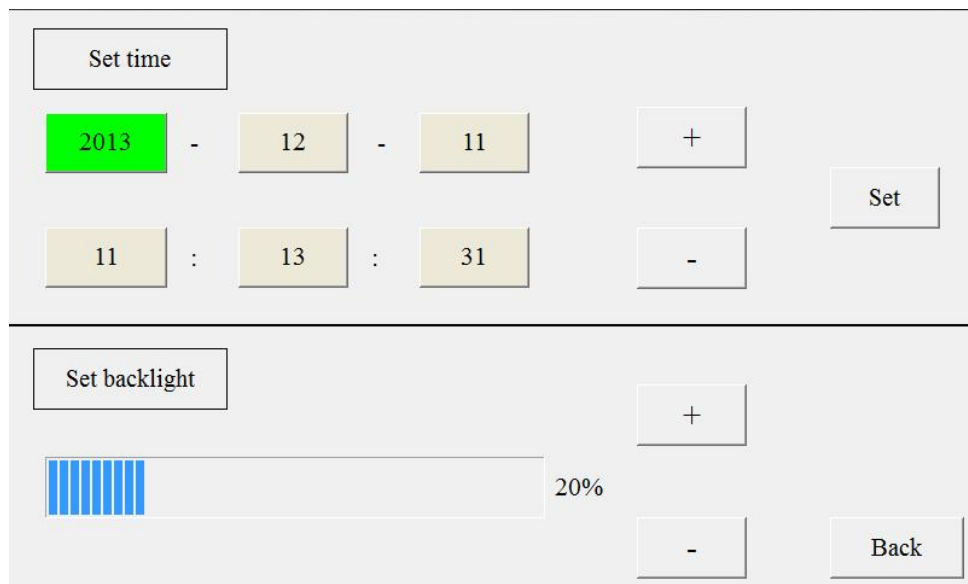 Set time
2013 - 12 - 11 +
Set
11 : 13 : 31 -
Set backlight
+
20%
- Back